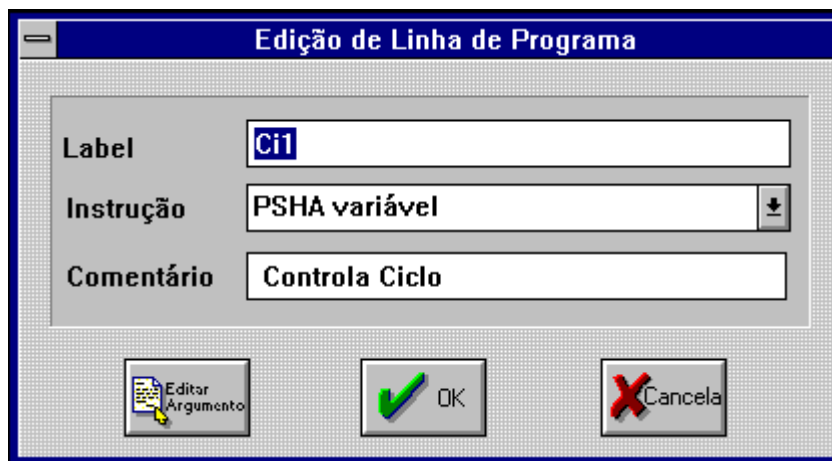 Edição de Linha de Programa
Label
Ci1
Instrução
PSHA variável
Comentário
Controla Ciclo
Editar
Argumento
OK
Cancela